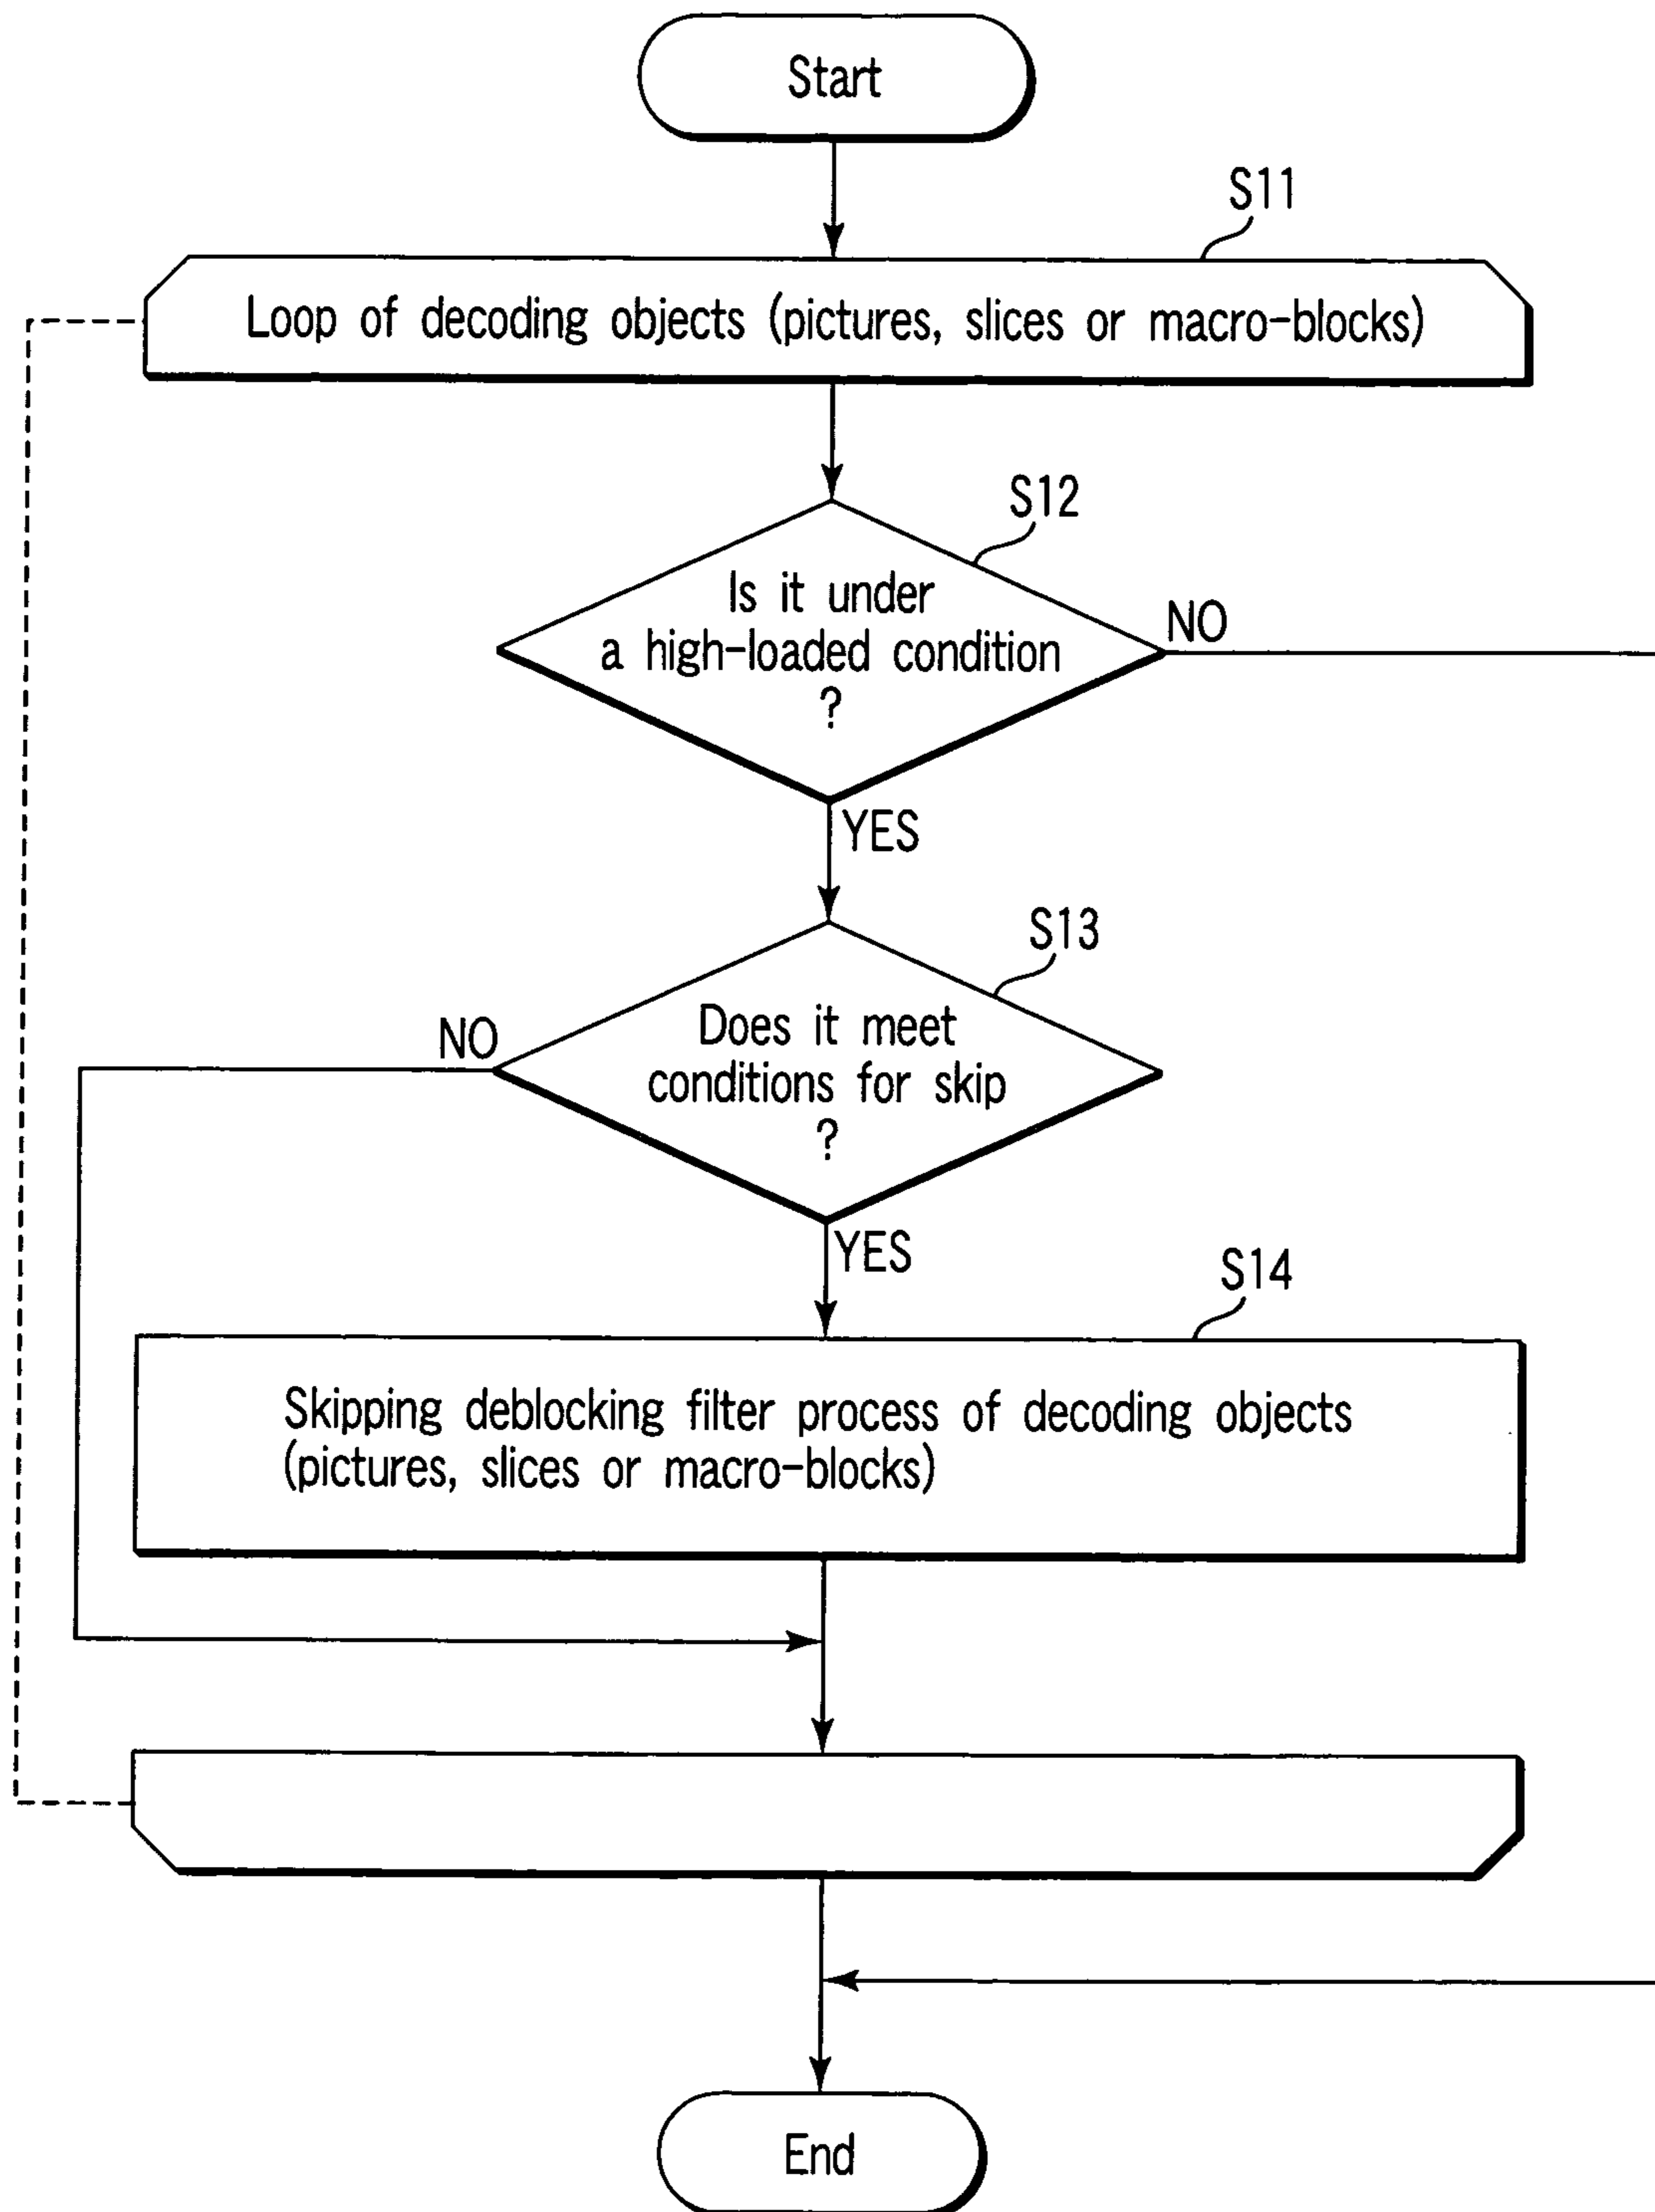 Start
S11
Loop of decoding objects (pictures, slices or macro-blocks)
S12
Is it under
a high-loaded condition
?
NO
YES
S13
Does it meet
conditions for skip
?
NO
YES
S14
Skipping deblocking filter process of decoding objects
(pictures, slices or macro-blocks)
End